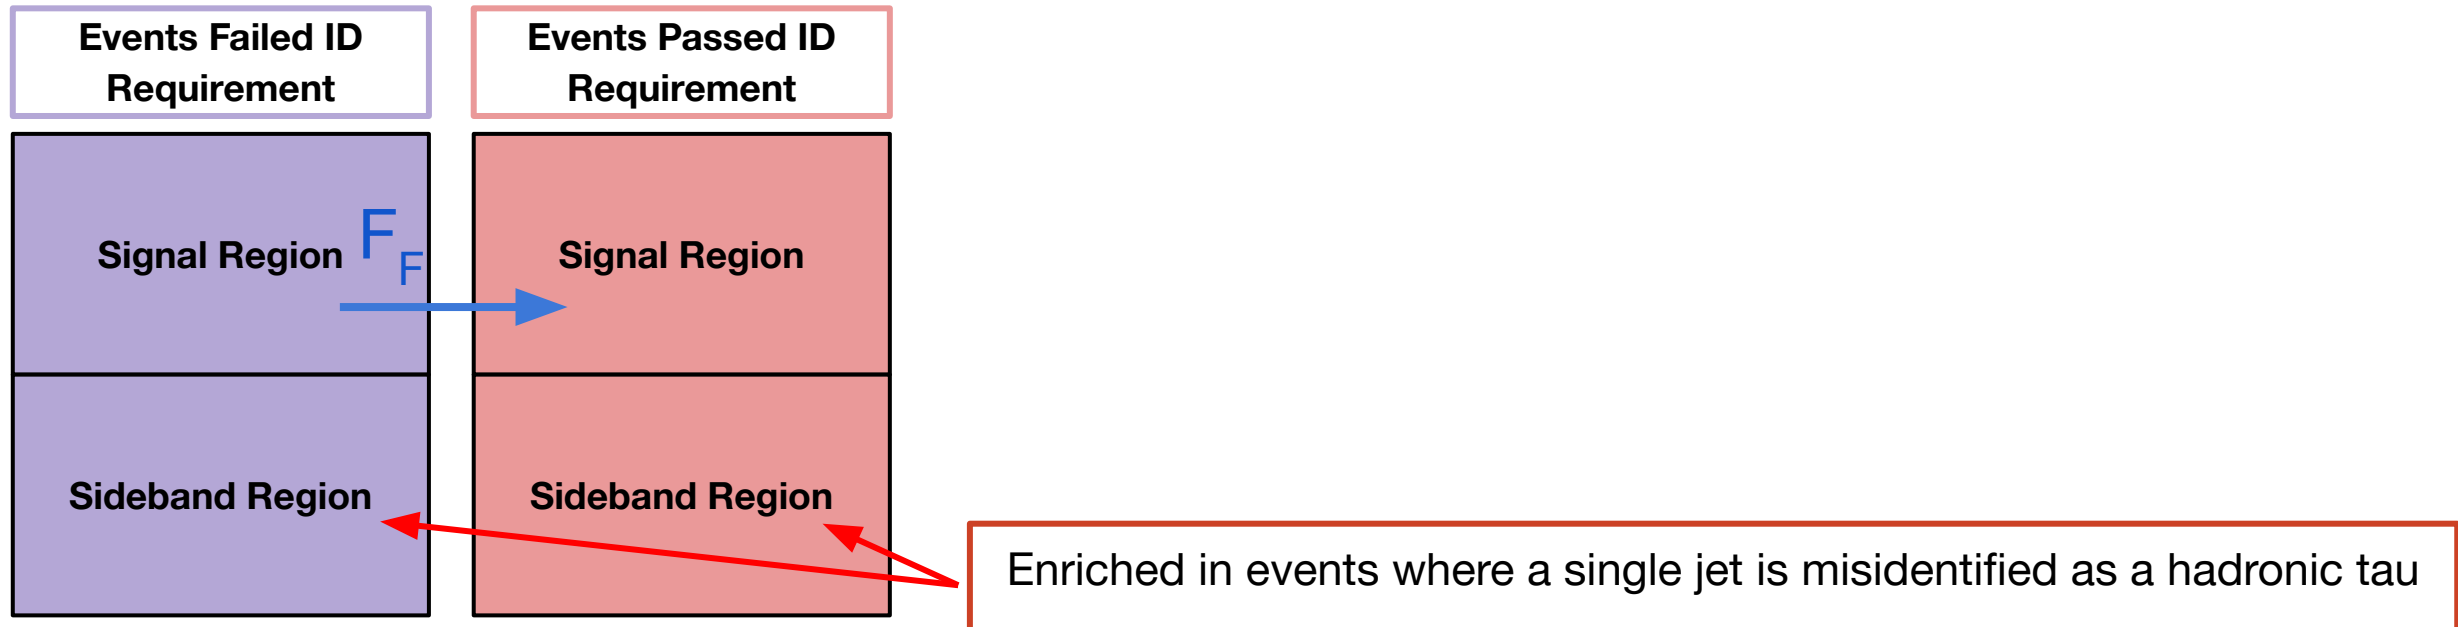 Events Failed ID
Requirement
Events Passed ID
Requirement
Signal Region
F_F
Signal Region
Sideband Region
Sideband Region
Enriched in events where a single jet is misidentified as a hadronic tau